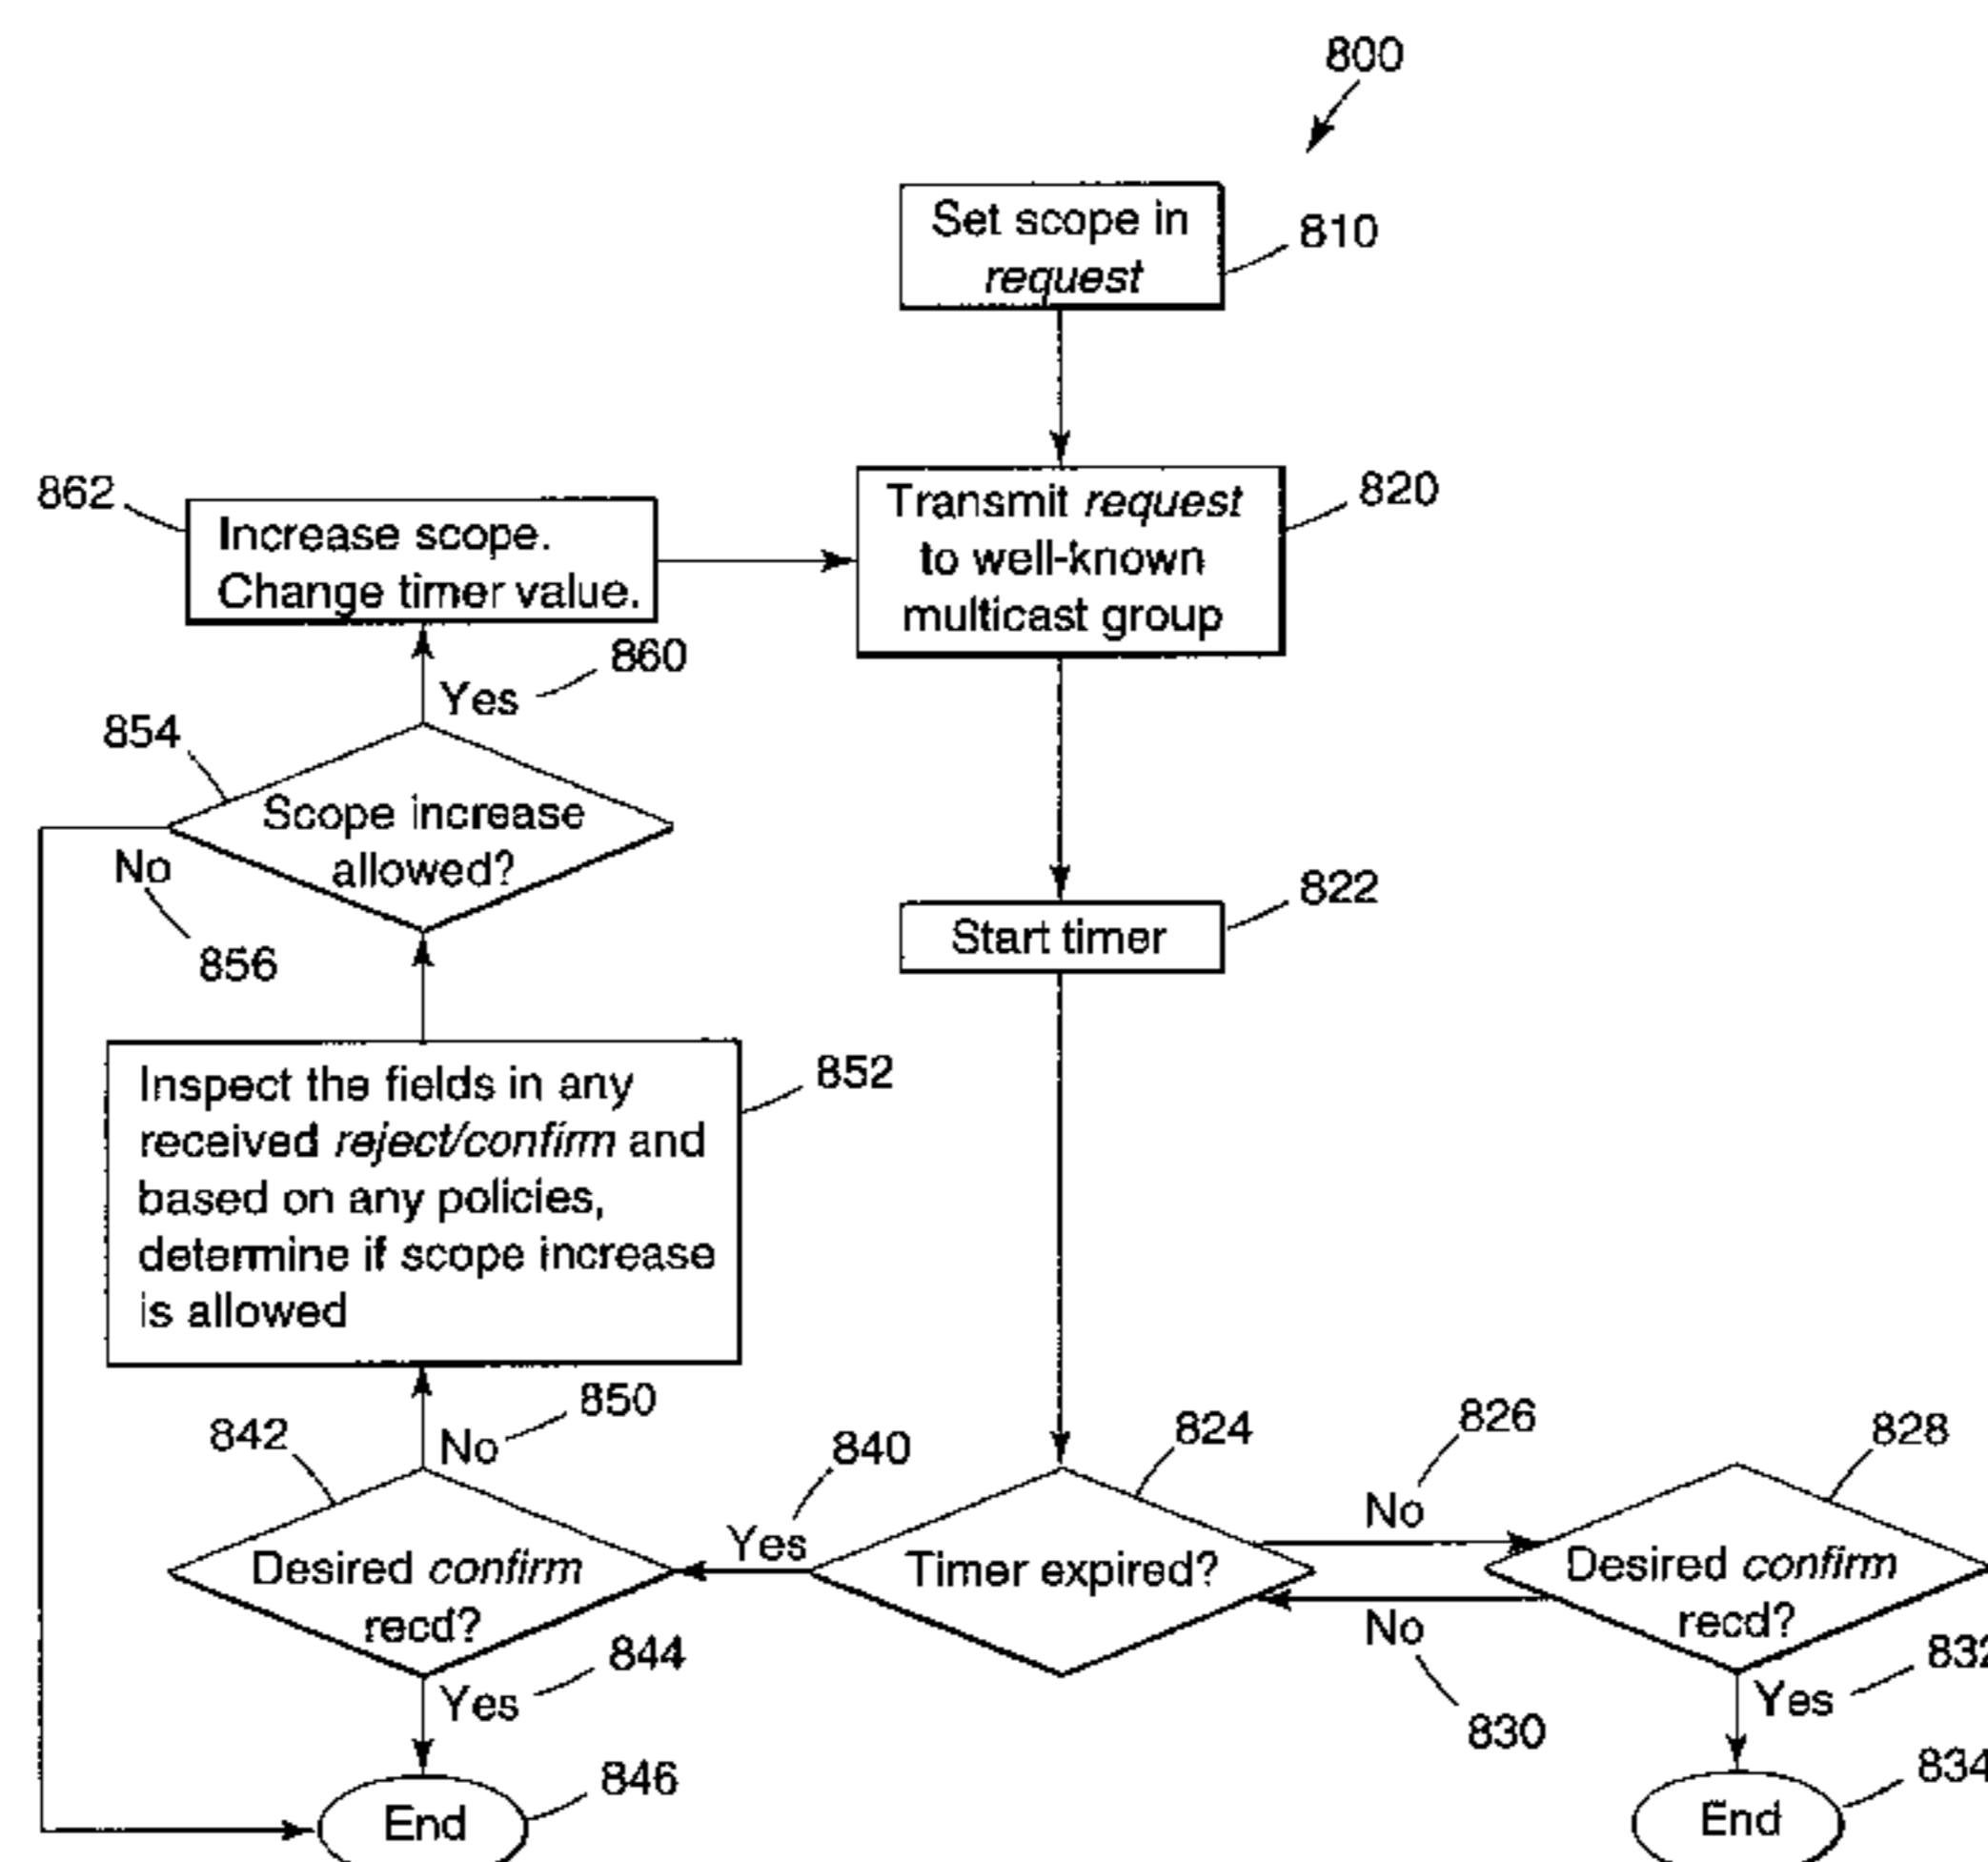 800
Set scope in
request
810
Transmit request
to well-known
multicast group
820
862
Increase scope.
Change timer value.
860
Yes
854
Scope increase
allowed?
No
856
Start timer
822
Inspect the fields in any
received reject/confirm and
based on any policies,
determine if scope increase
is allowed
852
850
No
842
Desired confirm
recd?
840
Yes
824
Timer expired?
826
No
828
Desired confirm
recd?
No
830
844
Yes
832
Yes
End
846
End
834